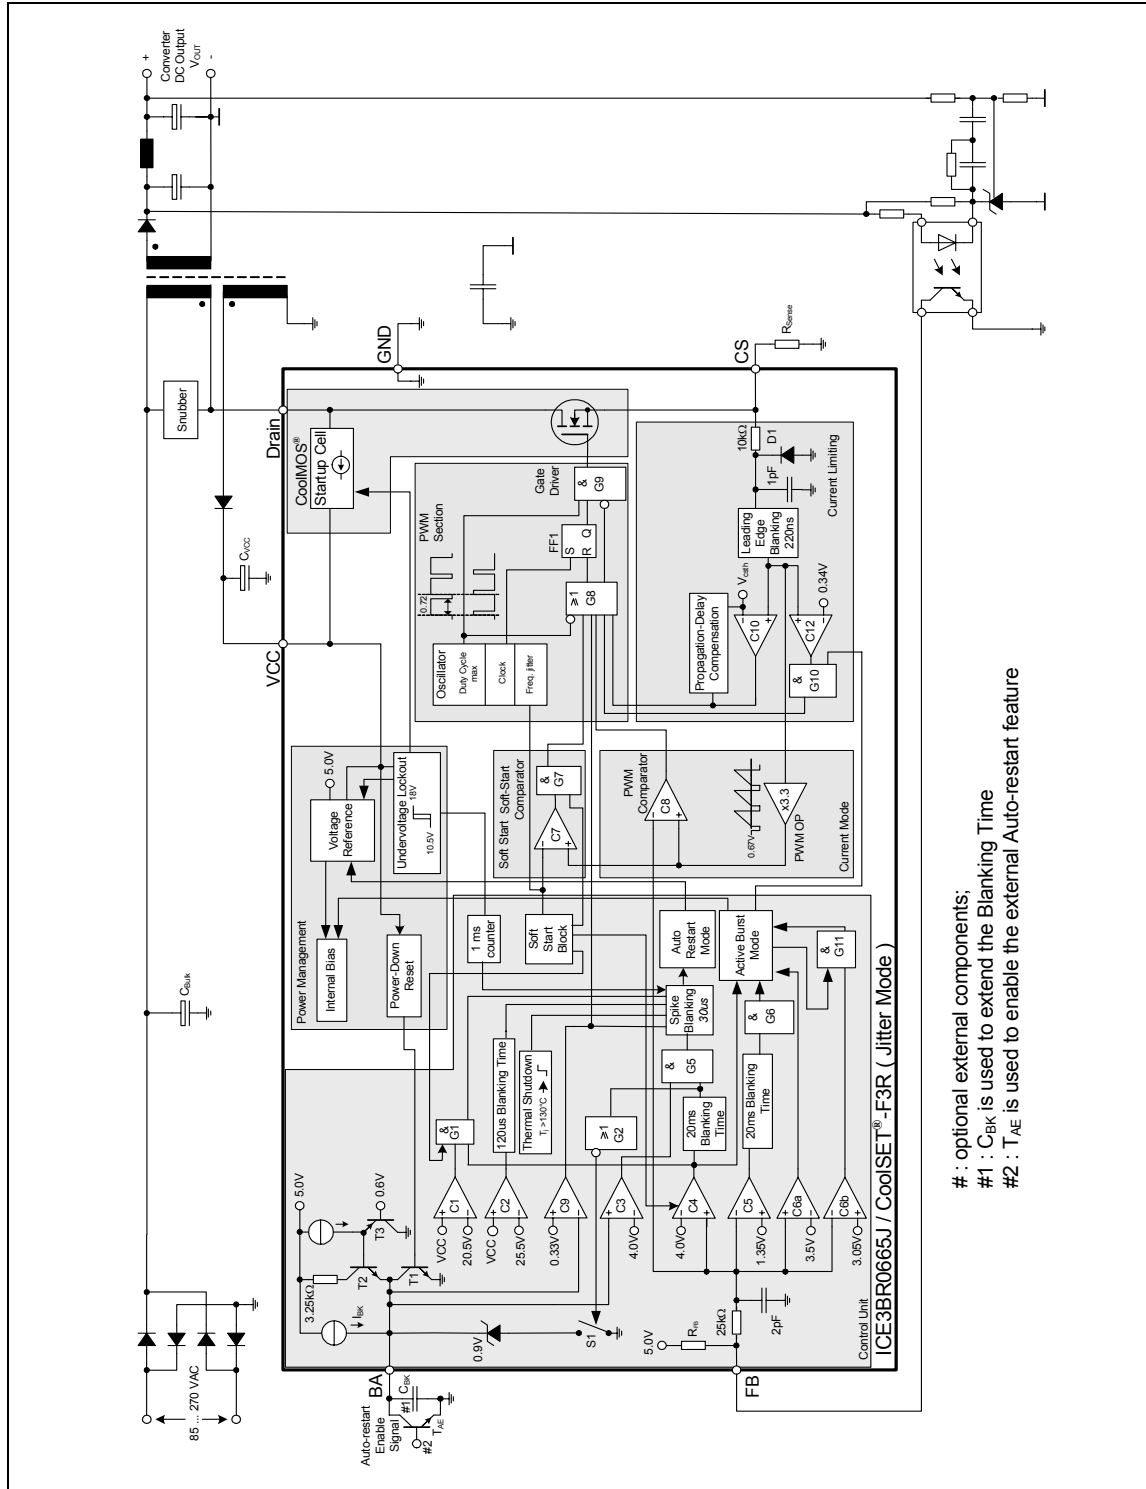 +
Converter
DC Output
VOUT
-
Snubber
CVCC
CBulk
85 ... 270 VAC
Drain
GND
CS
RSense
VCC
BA
FB
CoolMOS®
Startup Cell
PWM
Section
0.72
Oscillator
Duty Cycle
max
Clock
Freq. jitter
Gate
Driver
&
G9
FF1
S
R
Q
≥1
G8
10kΩ
D1
1pF
Leading
Edge
Blanking
220ns
Current Limiting
Propagation-Delay
Compensation
Vcsth
C10
-
+
C12
+
-
0.34V
&
G10
Power Management
Internal Bias
Voltage
Reference
5.0V
Undervoltage Lockout
18V
10.5V
Power-Down
Reset
1 ms
counter
Soft Start
Soft-Start
Comparator
C7
-
+
&
G7
Soft
Start
Block
PWM
Comparator
C8
-
+
0.67V
x3.3
PWM OP
Current Mode
Auto
Restart
Mode
Active Burst
Mode
Spike
Blanking
30us
&
G1
120us Blanking Time
Thermal Shutdown
Tj >130°C
≥1
G2
&
G5
20ms
Blanking
Time
20ms Blanking
Time
&
G6
&
G11
5.0V
3.25kΩ
IBK
T2
T3
0.6V
T1
0.9V
S1
VCC
20.5V
C1
+
-
VCC
25.5V
C2
+
-
0.33V
C9
+
-
4.0V
C3
+
-
4.0V
C4
-
+
1.35V
C5
-
+
3.5V
C6a
+
-
3.05V
C6b
-
+
5.0V
RFB
25kΩ
2pF
Control Unit
Auto-restart
Enable
Signal
#1
CBK
#2
TAE
ICE3BR0665J / CoolSET®-F3R ( Jitter Mode )
# : optional external components;
#1 : CBK is used to extend the Blanking Time
#2 : TAE is used to enable the external Auto-restart feature